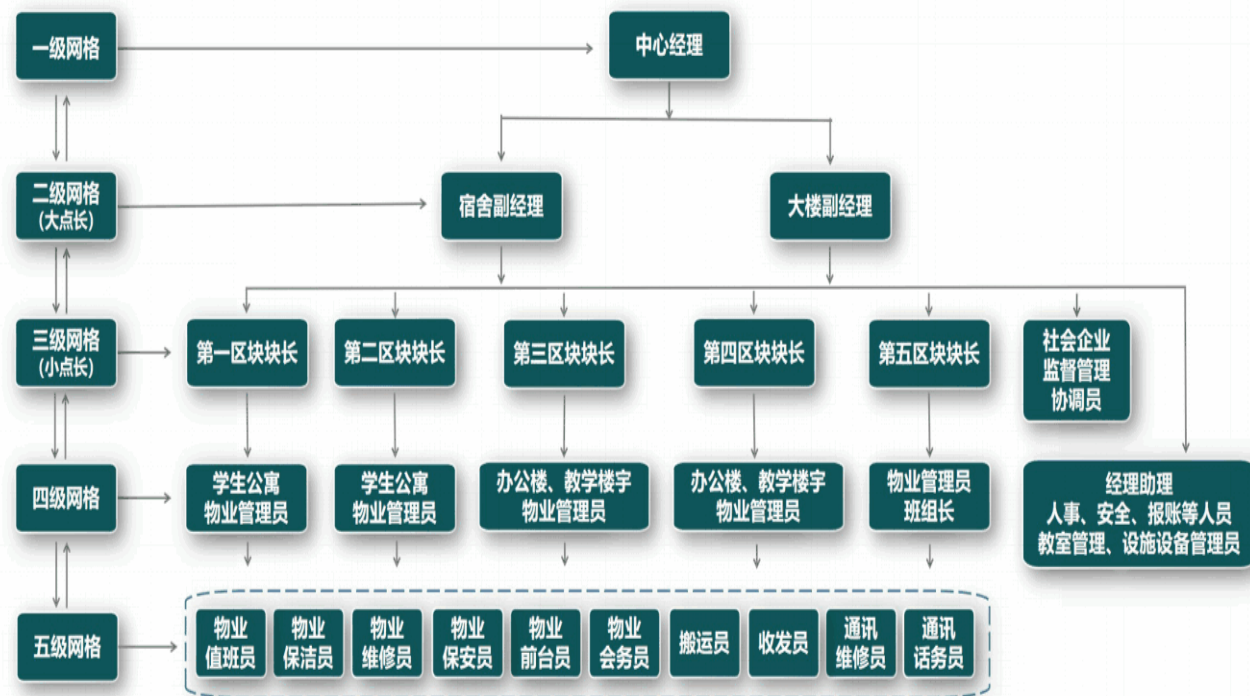 一级网格
中心经理
二级网格
(大点长)
宿舍副经理
大楼副经理
三级网格
(小点长)
第一区块块长
第二区块块长
第三区块块长
第四区块块长
第五区块块长
社会企业
监督管理
协调员
四级网格
学生公寓
物业管理员
学生公寓
物业管理员
办公楼、教学楼宇
物业管理员
办公楼、教学楼宇
物业管理员
物业管理员
班组长
经理助理
人事、安全、报账等人员
教室管理、设施设备管理员
五级网格
物业
值班员
物业
保洁员
物业
维修员
物业
保安员
物业
前台员
物业
会务员
搬运员
收发员
通讯
维修员
通讯
话务员